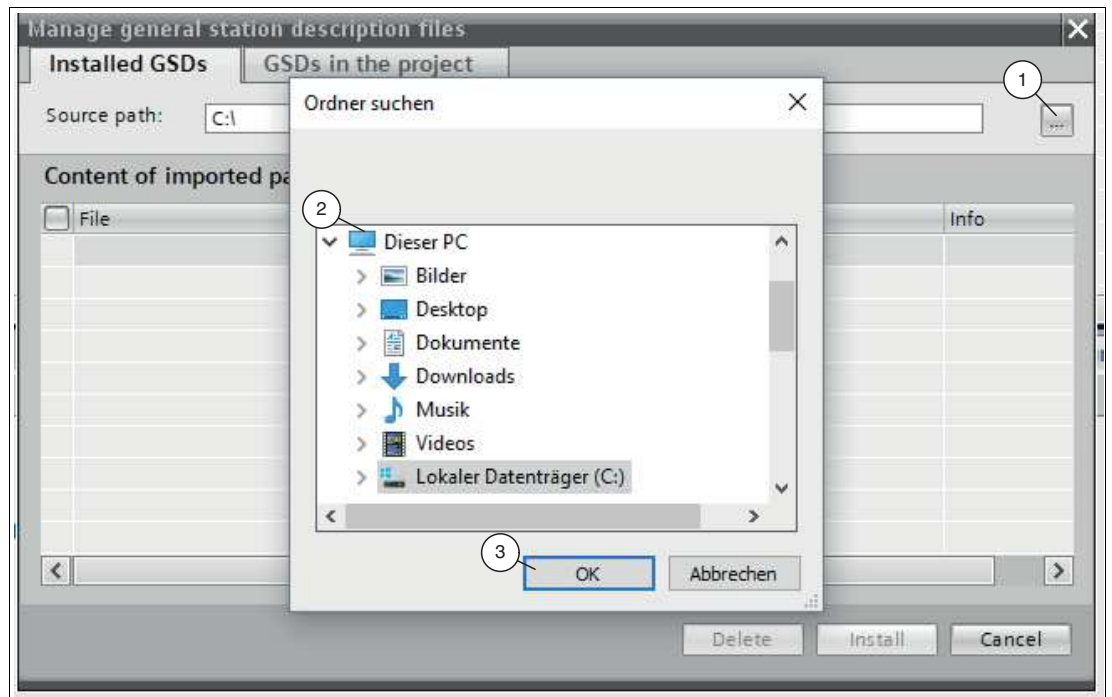 Manage general station description files
Installed GSDs
GSDs in the project
1
Source path:
C:\
...
Ordner suchen
Content of imported pa
2
File
Info
Dieser PC
Bilder
Desktop
Dokumente
Downloads
Musik
Videos
Lokaler Datenträger (C:)
3
OK
Abbrechen
Delete
Install
Cancel